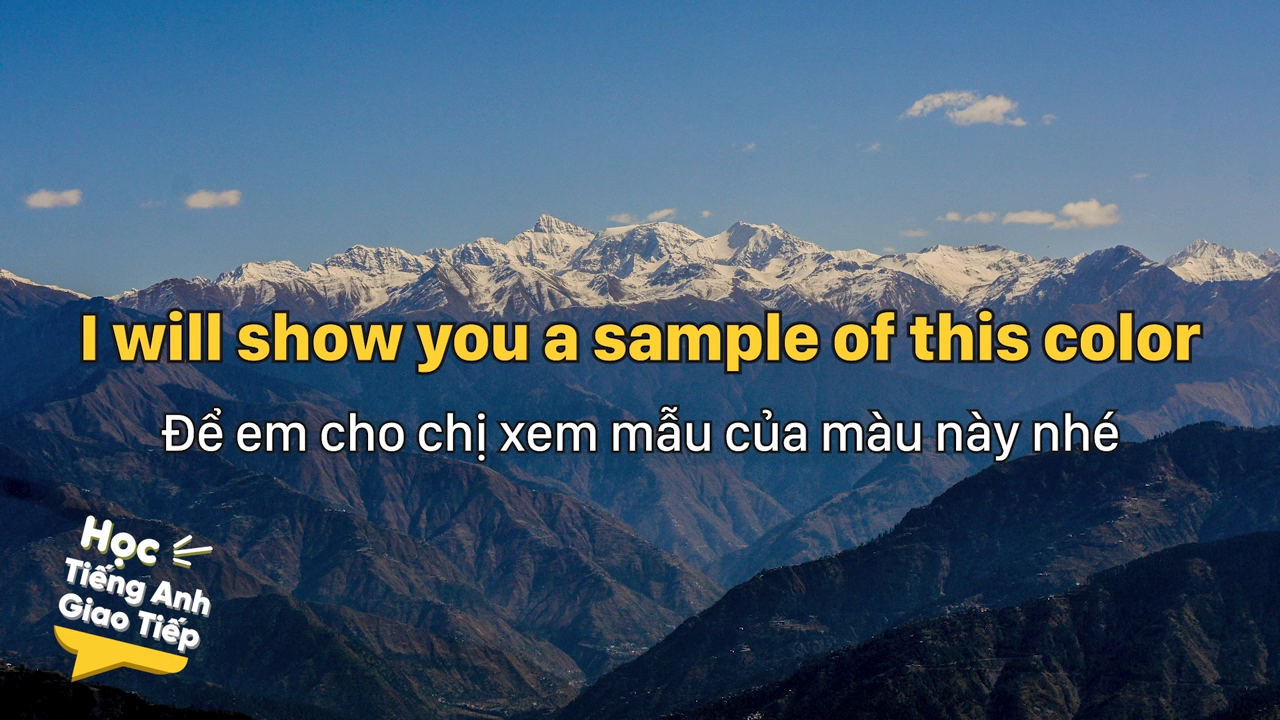 I will show you a sample of this color
Để em cho chị xem mẫu của màu này nhé
Học
Tiếng Anh
Giao Tiếp